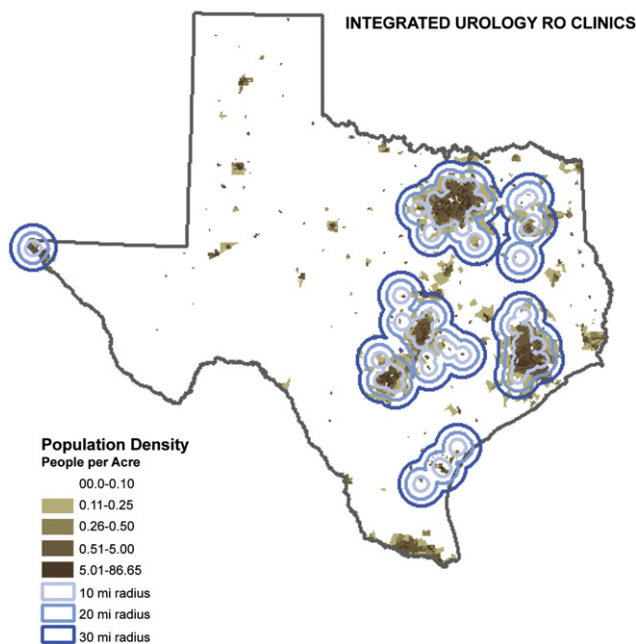 INTEGRATED UROLOGY RO CLINICS
Population Density
People per Acre
00.0-0.10
0.11-0.25
0.26-0.50
0.51-5.00
5.01-86.65
10 mi radius
20 mi radius
30 mi radius